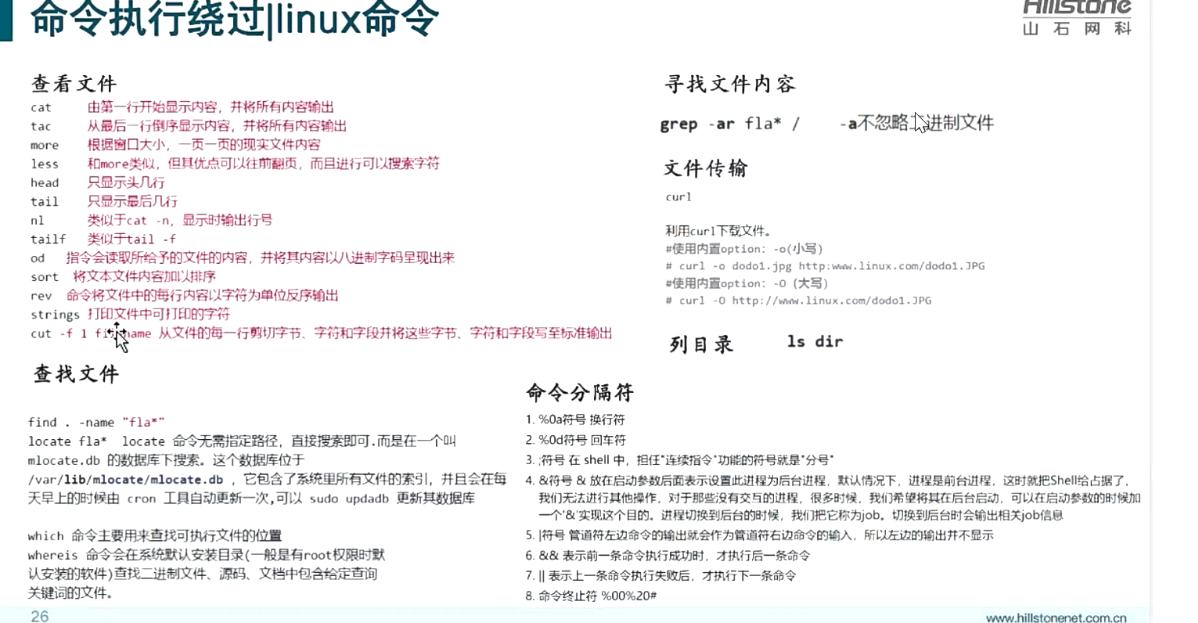 命令执行绕过|linux命令
Hillstone
山石网科
查看文件
cat 由第一行开始显示内容，并将所有内容输出
tac 从最后一行倒序显示内容，并将所有内容输出
more 根据窗口大小，一页一页的现实文件内容
less 和more类似，但其优点可以往前翻页，而且进行可以搜索字符
head 只显示头几行
tail 只显示最后几行
nl 类似于cat -n，显示时输出行号
tailf 类似于tail -f
od 指令会读取所给予的文件的内容，并将其内容以八进制字码呈现出来
sort 将文本文件内容加以排序
rev 命令将文件中的每行内容以字符为单位反序输出
strings 打印文件中可打印的字符
cut -f 1 filename 从文件的每一行剪切字节、字符和字段并将这些字节、字符和字段写至标准输出
查找文件
find . -name "fla*"
locate fla* locate 命令无需指定路径，直接搜索即可.而是在一个叫
mlocate.db 的数据库下搜索。这个数据库位于
/var/lib/mlocate/mlocate.db ，它包含了系统里所有文件的索引，并且会在每
天早上的时候由 cron 工具自动更新一次,可以 sudo updadb 更新其数据库
which 命令主要用来查找可执行文件的位置
whereis 命令会在系统默认安装目录(一般是有root权限时默
认安装的软件)查找二进制文件、源码、文档中包含给定查询
关键词的文件。
寻找文件内容
grep -ar fla* / -a不忽略二进制文件
文件传输
curl
利用curl下载文件。
#使用内置option：-o(小写)
# curl -o dodo1.jpg http:www.linux.com/dodo1.JPG
#使用内置option：-O（大写)
# curl -O http://www.linux.com/dodo1.JPG
列目录 ls dir
命令分隔符
1. %0a符号 换行符
2. %0d符号 回车符
3. ;符号 在 shell 中，担任"连续指令"功能的符号就是"分号"
4. &符号 & 放在启动参数后面表示设置此进程为后台进程，默认情况下，进程是前台进程，这时就把Shell给占据了，
我们无法进行其他操作，对于那些没有交互的进程，很多时候，我们希望将其在后台启动，可以在启动参数的时候加
一个'&'实现这个目的。进程切换到后台的时候，我们把它称为job。切换到后台时会输出相关job信息
5. |符号 管道符左边命令的输出就会作为管道符右边命令的输入，所以左边的输出并不显示
6. && 表示前一条命令执行成功时，才执行后一条命令
7. || 表示上一条命令执行失败后，才执行下一条命令
8. 命令终止符 %00%20#
26
www.hillstonenet.com.cn